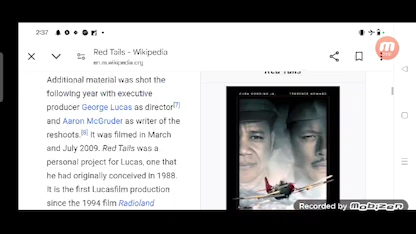 2:37
Red Tails – Wikipedia
en.m.wikipedia.org
Additional material was shot
the following year with executive
producer George Lucas as director[7]
and Aaron McGruder as writer of the
reshoots.[8] It was filmed in March
and July 2009. Red Tails was a
personal project for Lucas, one that
he had originally conceived in 1988.
It is the first Lucasfilm production
since the 1994 film Radioland
Red Tails
CUBA GOODING JR. TERRENCE HOWARD
Recorded by Mobizen